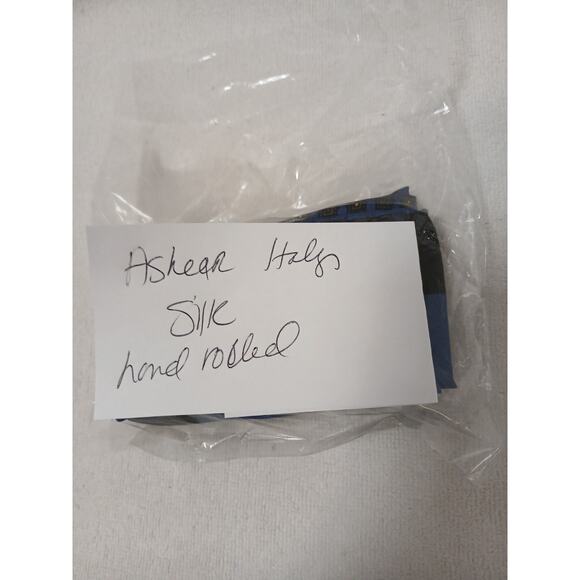 Ashear Italy
Silk
hand rolled